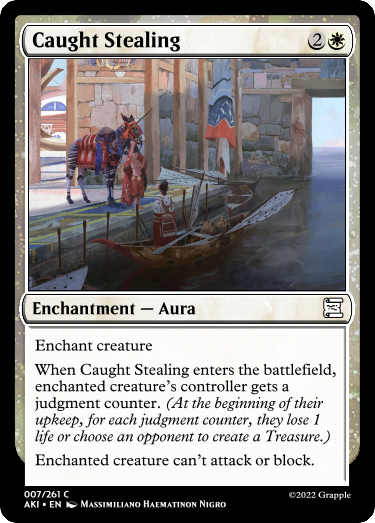 Caught Stealing 2
Enchantment — Aura
Enchant creature
When Caught Stealing enters the battlefield,
enchanted creature's controller gets a
judgment counter. (At the beginning of their
upkeep, for each judgment counter, they lose 1
life or choose an opponent to create a Treasure.)
Enchanted creature can't attack or block.
007/261 C
AKI • EN Massimiliano Haematinon Nigro
©2022 Grapple